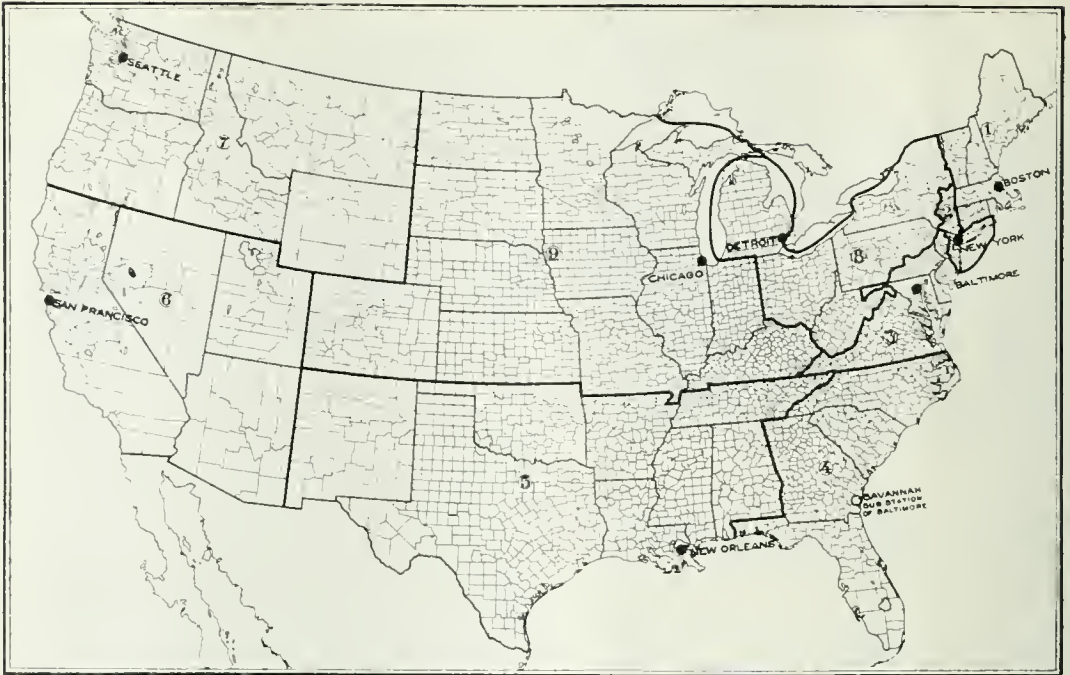 SEATTLE
7
1
BOSTON
2
NEW YORK
DETROIT
8
9
CHICAGO
BALTIMORE
6
SAN FRANCISCO
3
4
5
SAVANNAH
SUB STATION
OF BALTIMORE
NEW ORLEANS